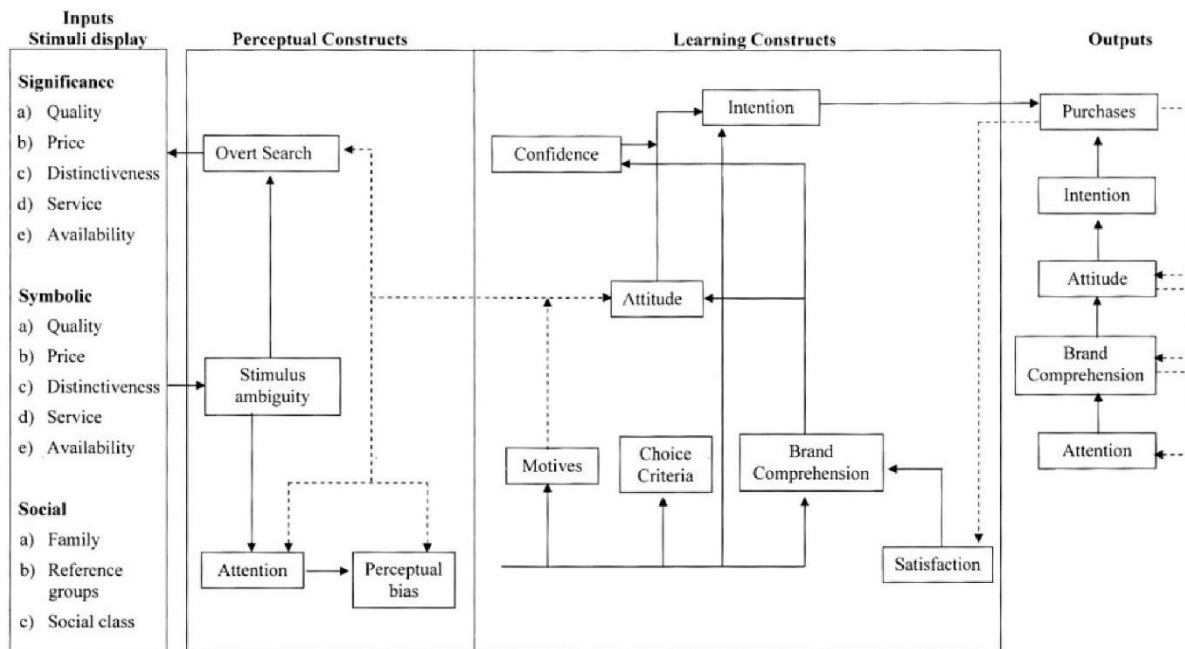 Inputs
Stimuli display
Perceptual Constructs
Learning Constructs
Outputs
Significance
a) Quality
b) Price
c) Distinctiveness
d) Service
e) Availability
Symbolic
a) Quality
b) Price
c) Distinctiveness
d) Service
e) Availability
Social
a) Family
b) Reference
groups
c) Social class
Overt Search
Stimulus
ambiguity
Attention
Perceptual
bias
Intention
Confidence
Attitude
Motives
Choice
Criteria
Brand
Comprehension
Satisfaction
Purchases
Intention
Attitude
Brand
Comprehension
Attention